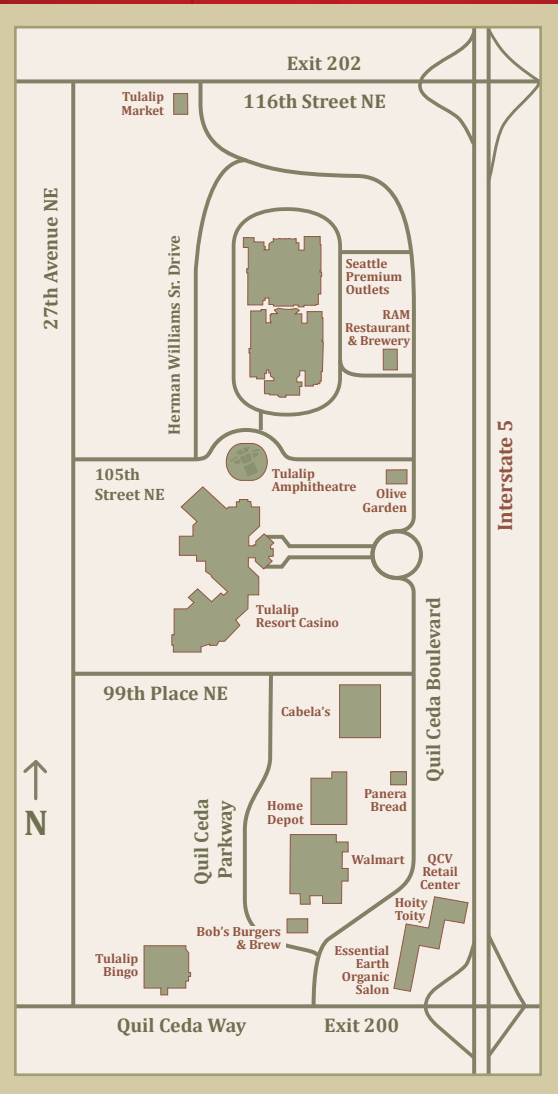 Exit 202
Tulalip
Market
116th Street NE
27th Avenue NE
Herman Williams Sr. Drive
Seattle
Premium
Outlets
RAM
Restaurant
& Brewery
Interstate 5
105th
Street NE
Tulalip
Amphitheatre
Olive
Garden
Tulalip
Resort Casino
Quil Ceda Boulevard
99th Place NE
Cabela's
N
Quil Ceda
Parkway
Home
Depot
Panera
Bread
Walmart
QCV
Retail
Center
Hoity
Toity
Bob's Burgers
& Brew
Essential
Earth
Organic
Salon
Tulalip
Bingo
Quil Ceda Way
Exit 200